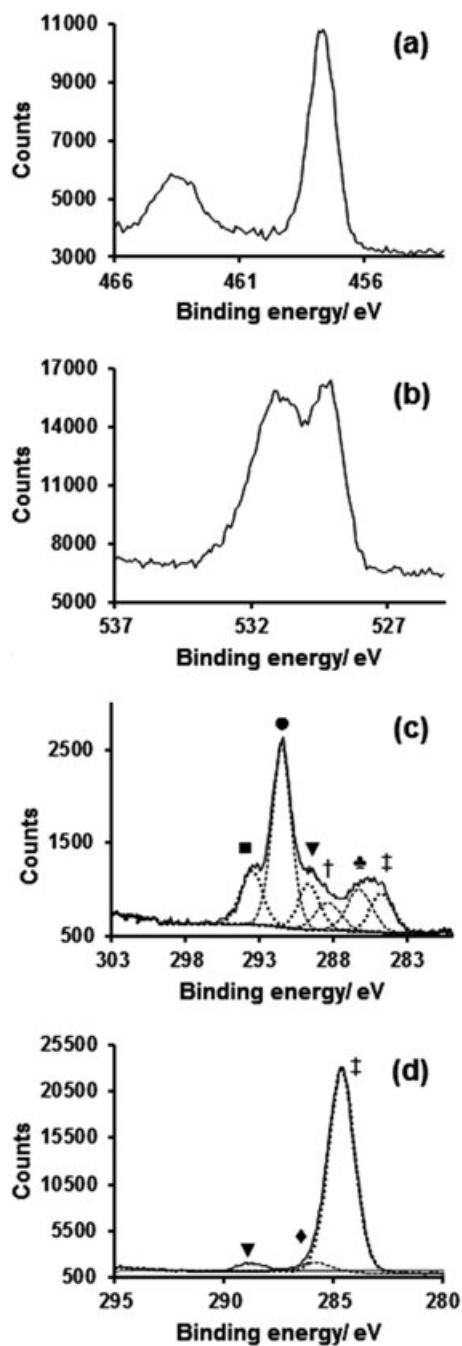 11000
(a)
9000
7000
5000
3000
Counts
466 461 456
Binding energy/ eV
17000
(b)
14000
11000
8000
5000
Counts
537 532 527
Binding energy/ eV
(c)
2500
1500
500
Counts
● ■ ▼ † ♣ ‡
303 298 293 288 283
Binding energy/ eV
25500
(d)
20500
15500
10500
5500
500
Counts
‡ ♦ ▼
295 290 285 280
Binding energy/ eV